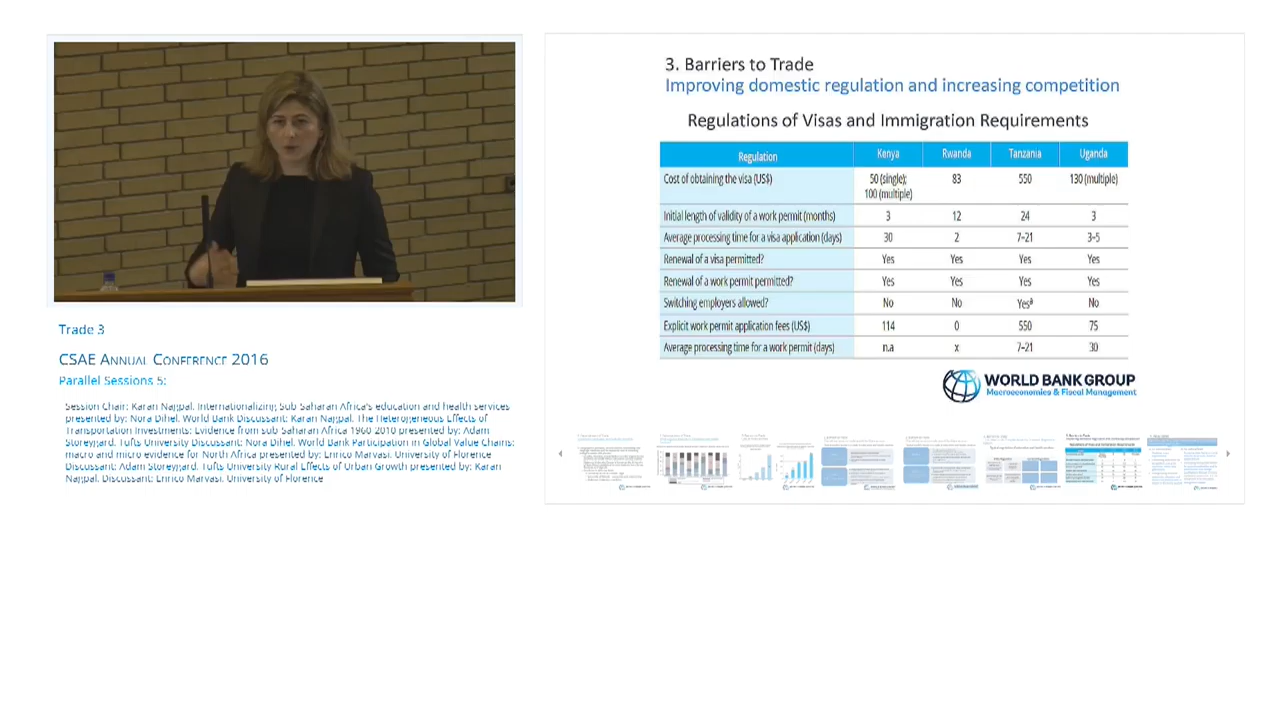 3. Barriers to Trade
Improving domestic regulation and increasing competition
Regulations of Visas and Immigration Requirements
Regulation Kenya Rwanda Tanzania Uganda
Cost of obtaining the visa (US$) 50 (single); 100 (multiple) 83 550 130 (multiple)
Initial length of validity of a work permit (months) 3 12 24 3
Average processing time for a visa application (days) 30 2 7–21 3–5
Renewal of a visa permitted? Yes Yes Yes Yes
Renewal of a work permit permitted? Yes Yes Yes Yes
Switching employers allowed? No No Yesª No
Explicit work permit application fees (US$) 114 0 550 75
Average processing time for a work permit (days) n.a x 7–21 30
WORLD BANK GROUP
Macroeconomics & Fiscal Management
Trade 3
CSAE Annual Conference 2016
Parallel Sessions 5:
Session Chair: Karan Nagpal. Internationalizing Sub Saharan Africa's education and health services
presented by: Nora Dihel. World Bank Discussant: Karan Nagpal. The Heterogeneous Effects of
Transportation Investments: Evidence from sub Saharan Africa 1960 2010 presented by: Adam
Storeygard. Tufts University Discussant: Nora Dihel. World Bank Participation in Global Value Chains:
macro and micro evidence for North Africa presented by: Enrico Marvasi. University of Florence
Discussant: Adam Storeygard. Tufts University Rural Effects of Urban Growth presented by: Karan
Nagpal. Discussant: Enrico Marvasi. University of Florence